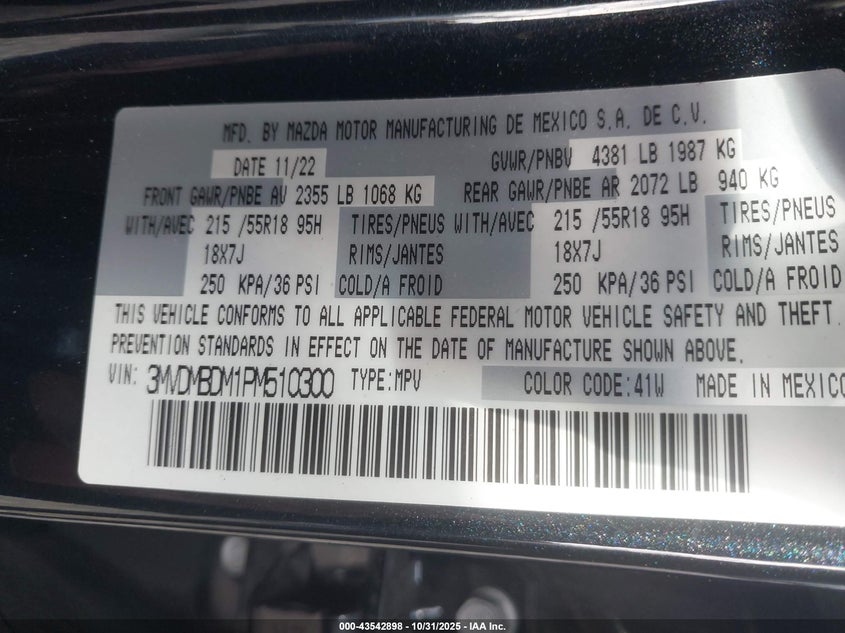 MFD. BY MAZDA MOTOR MANUFACTURING DE MEXICO S.A. DE C.V.
DATE 11/22 GVWR/PNBV 4381 LB 1987 KG
FRONT GAWR/PNBE AV 2355 LB 1068 KG REAR GAWR/PNBE AR 2072 LB 940 KG
WITH/AVEC 215 /55R18 95H TIRES/PNEUS WITH/AVEC 215 /55R18 95H TIRES/PNEUS
18X7J RIMS/JANTES 18X7J RIMS/JANTES
250 KPA/36 PSI COLD/A FROID 250 KPA/36 PSI COLD/A FROID
THIS VEHICLE CONFORMS TO ALL APPLICABLE FEDERAL MOTOR VEHICLE SAFETY AND THEFT
PREVENTION STANDARDS IN EFFECT ON THE DATE OF MANUFACTURE SHOWN ABOVE.
VIN: 3MVDMBDM1PM510300 TYPE:MPV COLOR CODE:41W MADE IN MEXICO
000-43542898 - 10/31/2025 - IAA Inc.